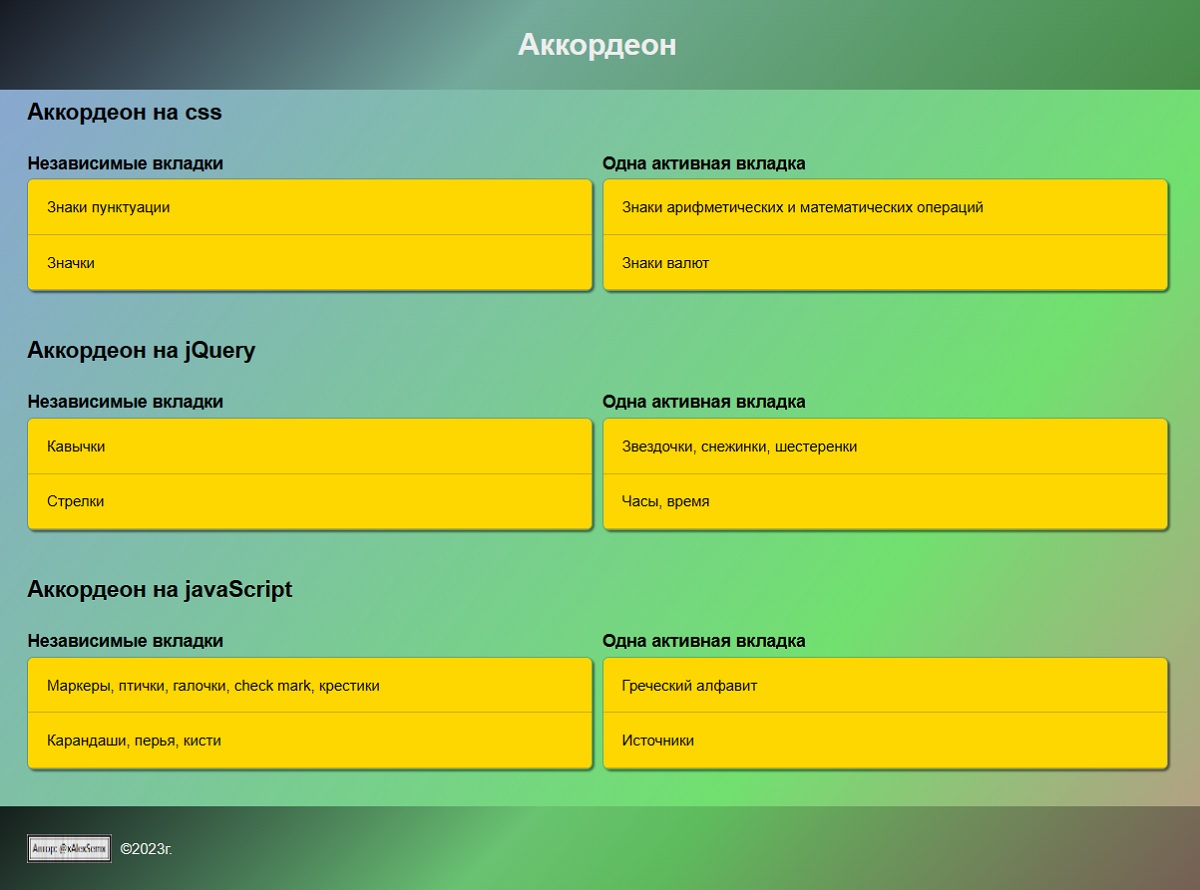 Аккордеон
Аккордеон на css
Независимые вкладки
Знаки пунктуации
Значки
Одна активная вкладка
Знаки арифметических и математических операций
Знаки валют
Аккордеон на jQuery
Независимые вкладки
Кавычки
Стрелки
Одна активная вкладка
Звездочки, снежинки, шестеренки
Часы, время
Аккордеон на javaScript
Независимые вкладки
Маркеры, птички, галочки, check mark, крестики
Карандаши, перья, кисти
Одна активная вкладка
Греческий алфавит
Источники
Автор: @xAlexSemx ©2023г.